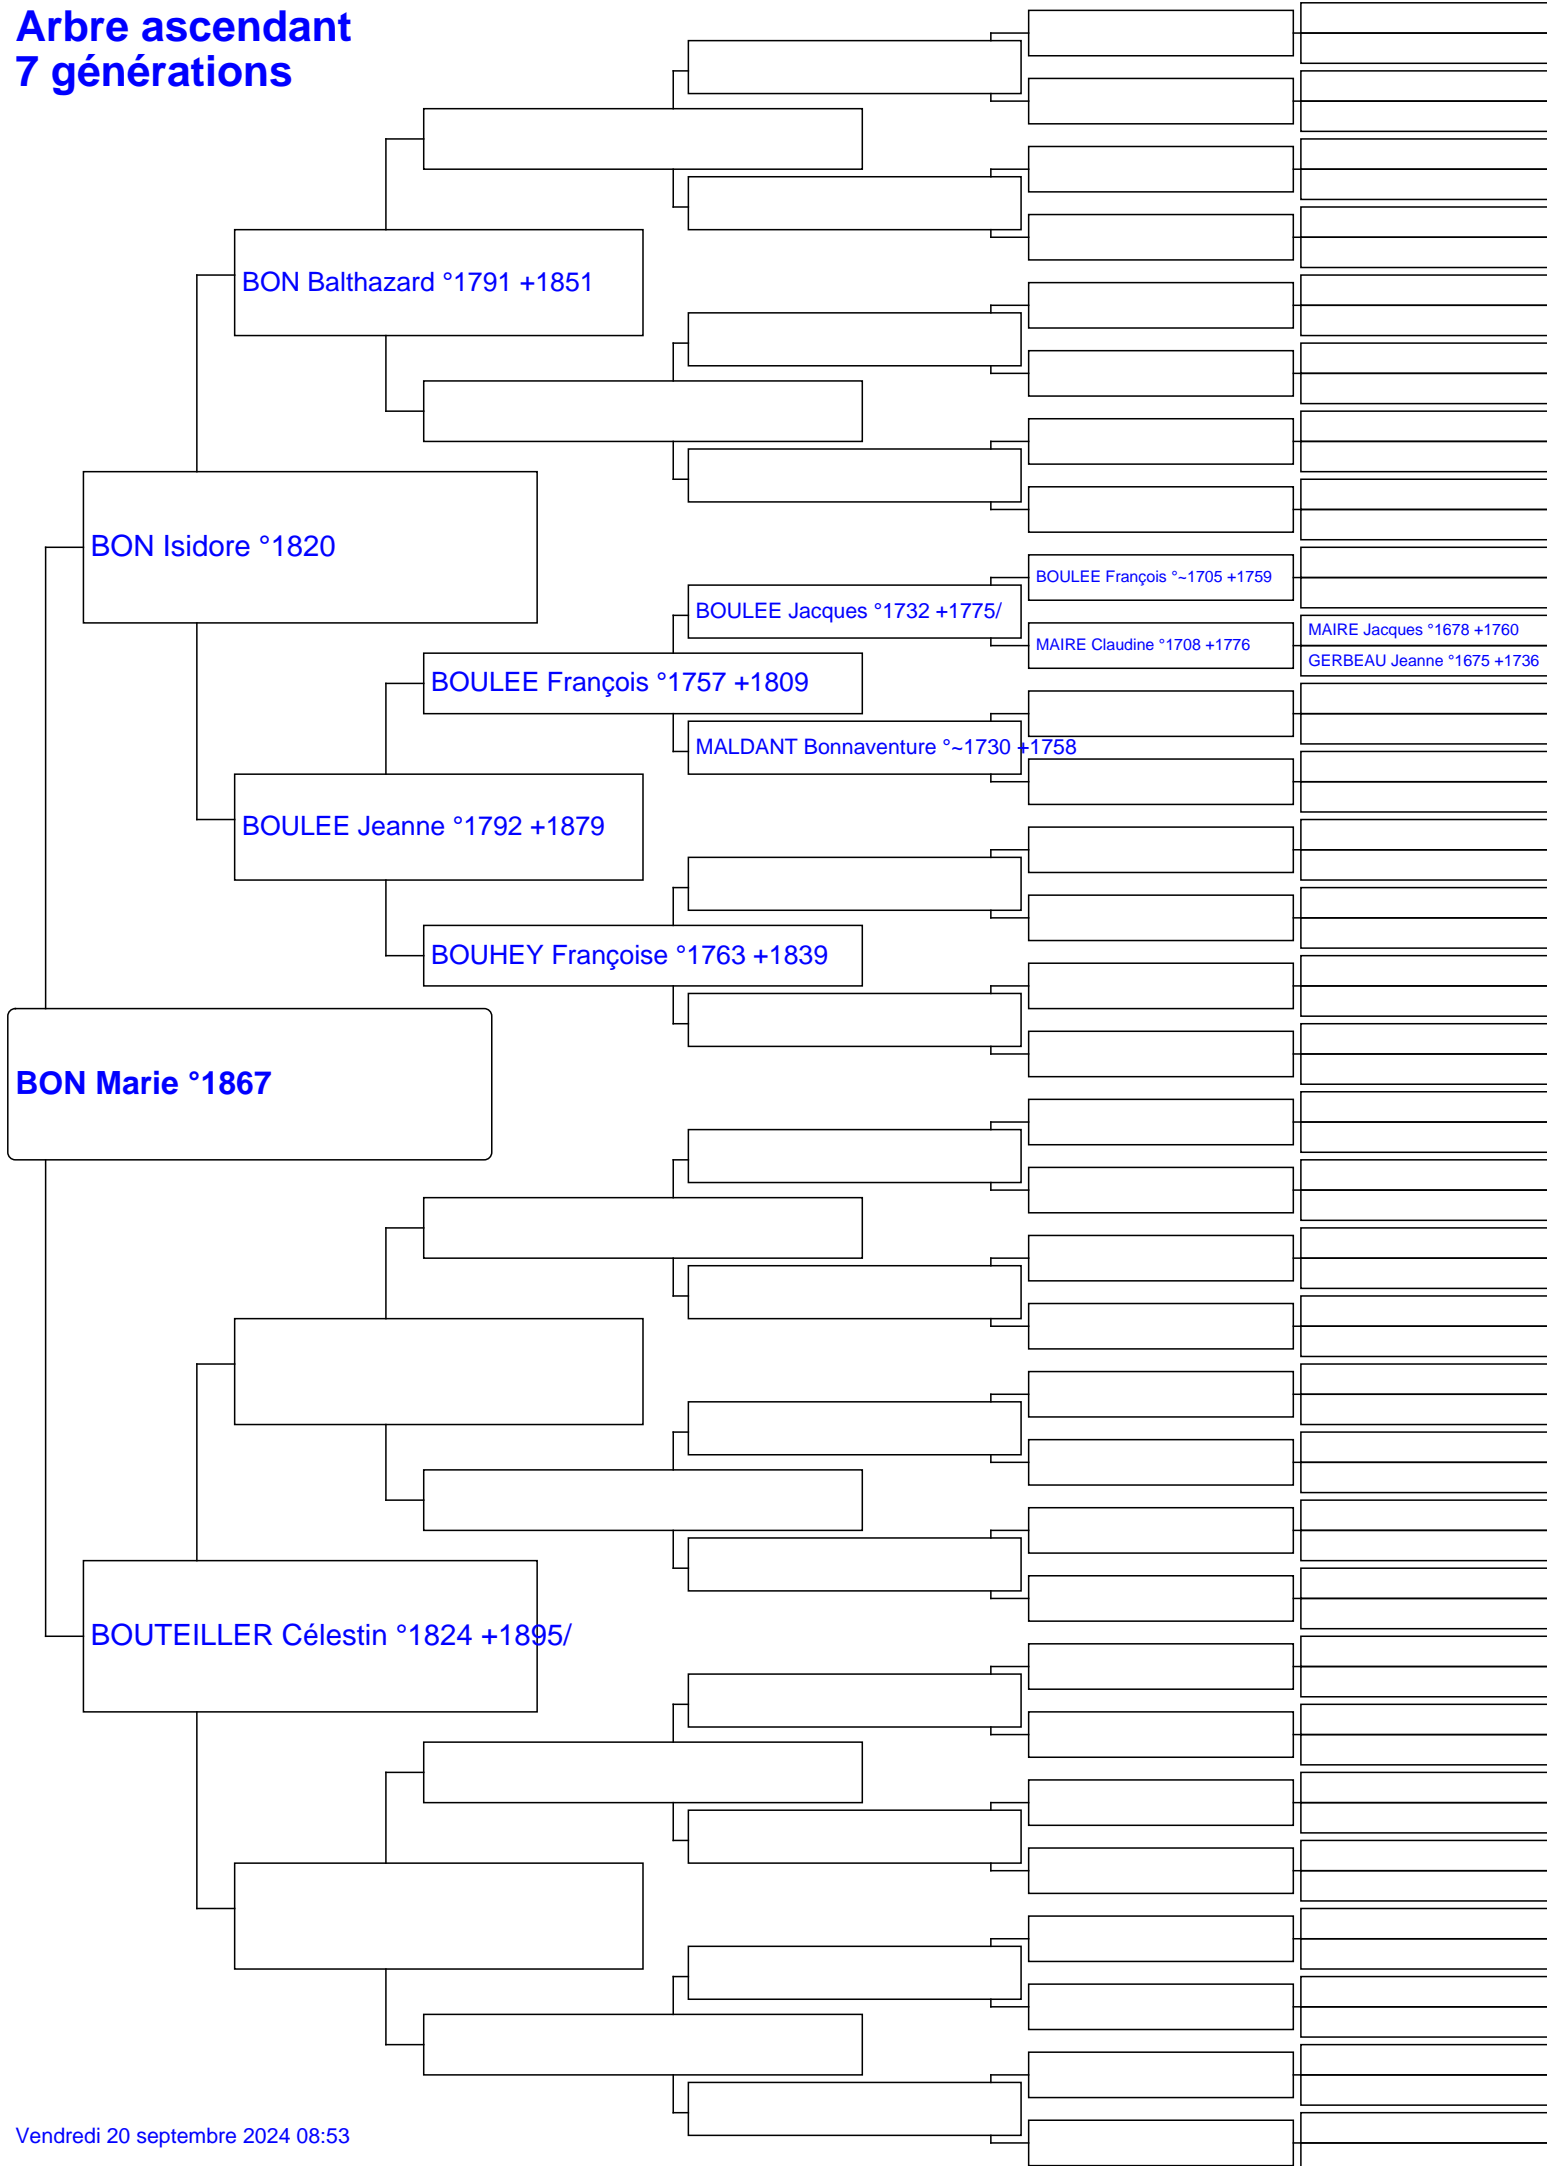 Arbre ascendant
7 générations
BON Balthazard °1791 +1851
BON Isidore °1820
BOULEE François °~1705 +1759
BOULEE Jacques °1732 +1775/
MAIRE Jacques °1678 +1760
MAIRE Claudine °1708 +1776
GERBEAU Jeanne °1675 +1736
BOULEE François °1757 +1809
MALDANT Bonnaventure °~1730 +1758
BOULEE Jeanne °1792 +1879
BOUHEY Françoise °1763 +1839
BON Marie °1867
BOUTEILLER Célestin °1824 +1895/
Vendredi 20 septembre 2024 08:53